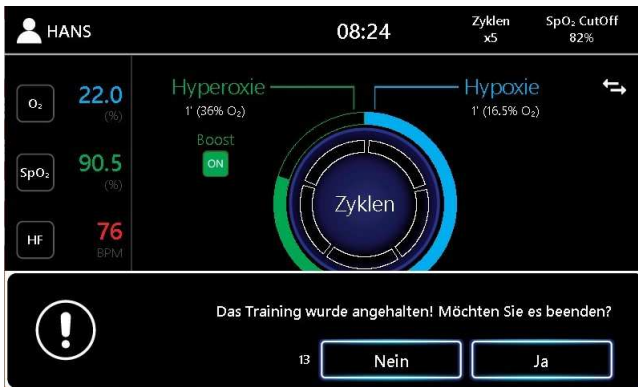 HANS
08:24
Zyklen
x5
SpO₂ CutOff
82%
O₂
22.0
(%)
SpO₂
90.5
(%)
HF
76
BPM
Hyperoxie
1' (36% O₂)
Boost
ON
Hypoxie
1' (16.5% O₂)
Zyklen
Das Training wurde angehalten! Möchten Sie es beenden?
13
Nein
Ja